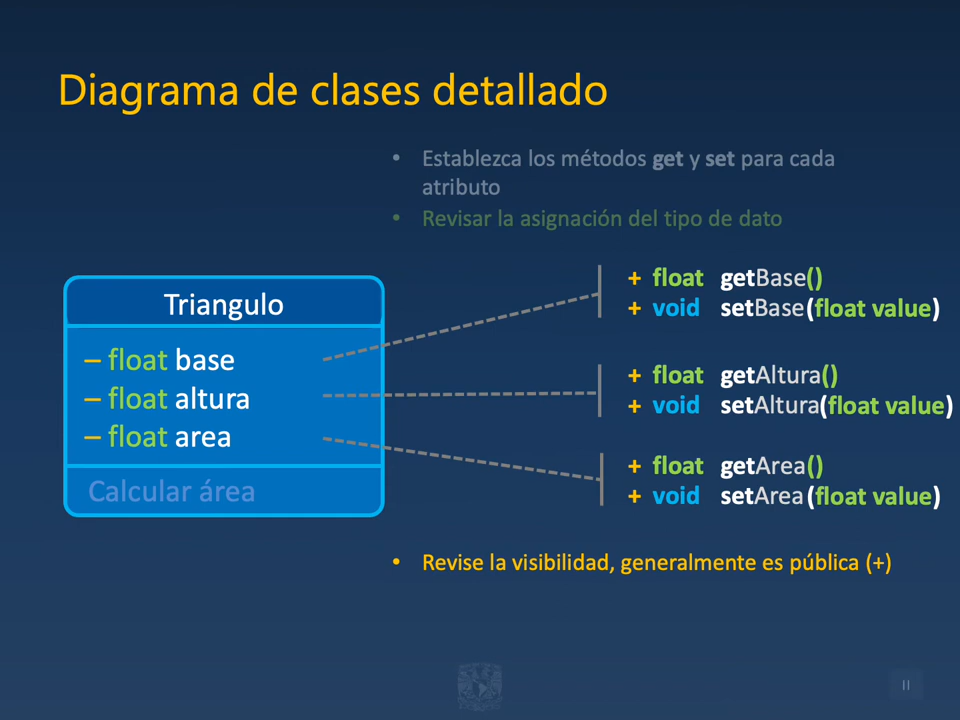 Diagrama de clases detallado
• Establezca los métodos get y set para cada
atributo
• Revisar la asignación del tipo de dato
Triangulo
– float base
– float altura
– float area
Calcular área
+ float getBase()
+ void setBase(float value)
+ float getAltura()
+ void setAltura(float value)
+ float getArea()
+ void setArea(float value)
• Revise la visibilidad, generalmente es pública (+)
11